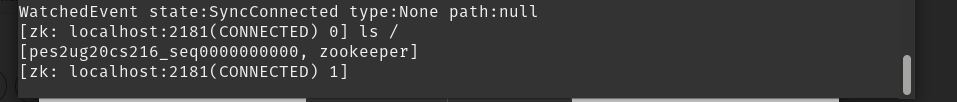 WatchedEvent state:SyncConnected type:None path:null
[zk: localhost:2181(CONNECTED) 0] ls /
[pes2ug20cs216_seq0000000000, zookeeper]
[zk: localhost:2181(CONNECTED) 1]